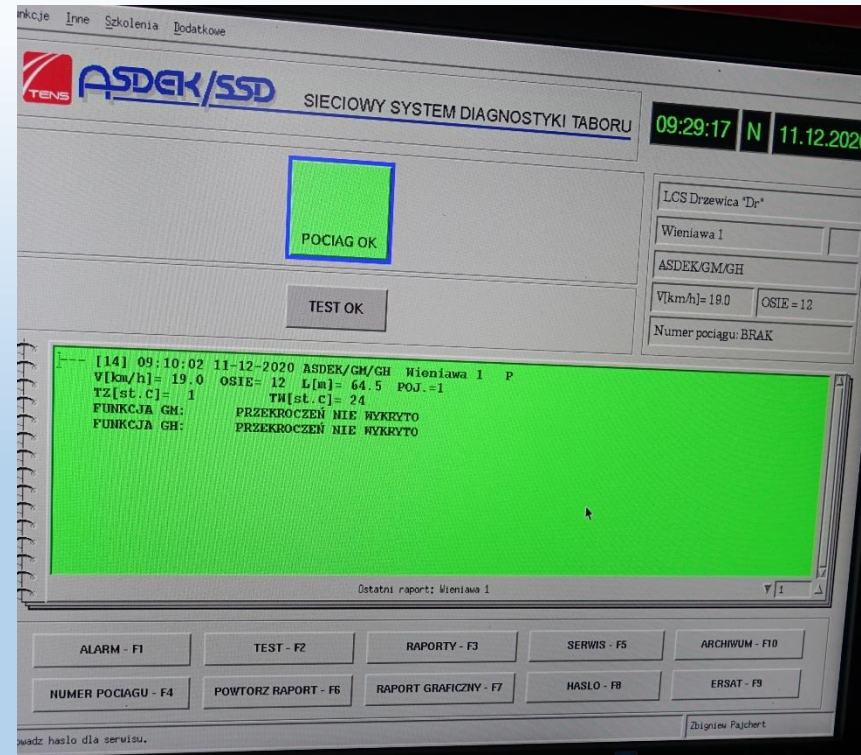 Inne Szkolenia Dodatkowe
TENS
ASDEK/SSD
SIECIOWY SYSTEM DIAGNOSTYKI TABORU
09:29:17 N 11.12.2020
POCIAG OK
TEST OK
LCS Drzewica "Dr"
Wieniawa 1
ASDEK/GM/GH
V[km/h]= 19.0 OSIE = 12
Numer pociągu: BRAK
]--- [14] 09:10:02 11-12-2020 ASDEK/GM/GH Wieniawa 1 P
V[km/h]= 19.0 OSIE= 12 L[m]= 64.5 POJ.=1
TZ[st.C]= 1 TW[st.C]= 24
FUNKCJA GM: PRZEKROCZEŃ NIE WYKRYTO
FUNKCJA GH: PRZEKROCZEŃ NIE WYKRYTO
Ostatni raport: Wieniawa 1
1
ALARM - F1 TEST - F2 RAPORTY - F3 SERWIS - F5 ARCHIWUM - F10
NUMER POCIAGU - F4 POWTORZ RAPORT - F6 RAPORT GRAFICZNY - F7 HASLO - F8 ERSAT - F9
haslo dla serwisu.
Zbigniew Pajchert